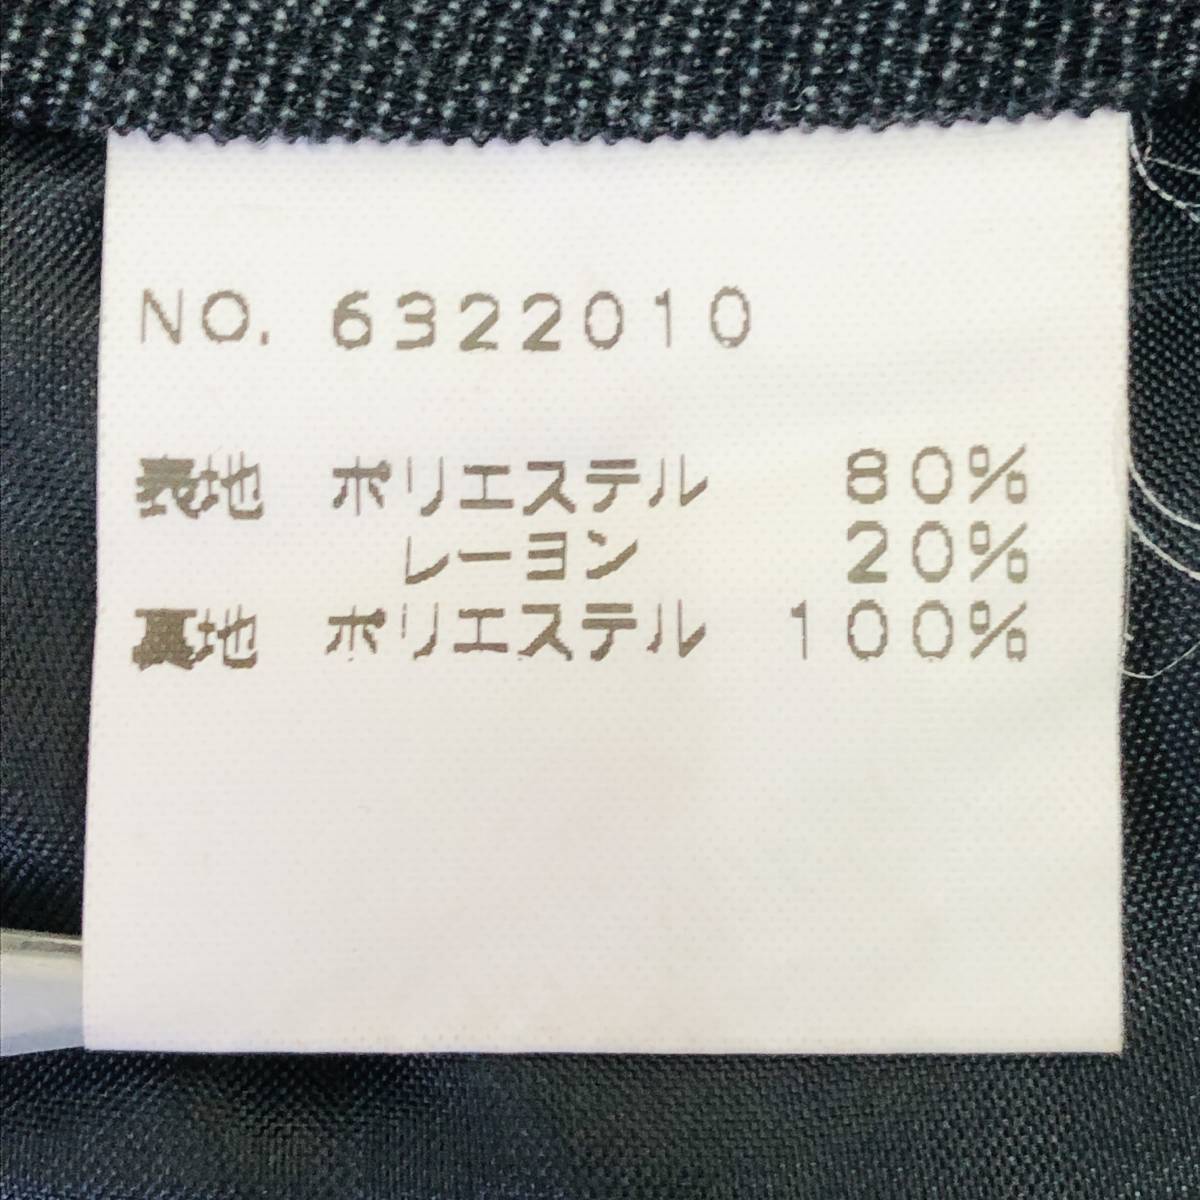 NO. 6322010
表地 ポリエステル 80%
レーヨン 20%
裏地 ポリエステル 100%